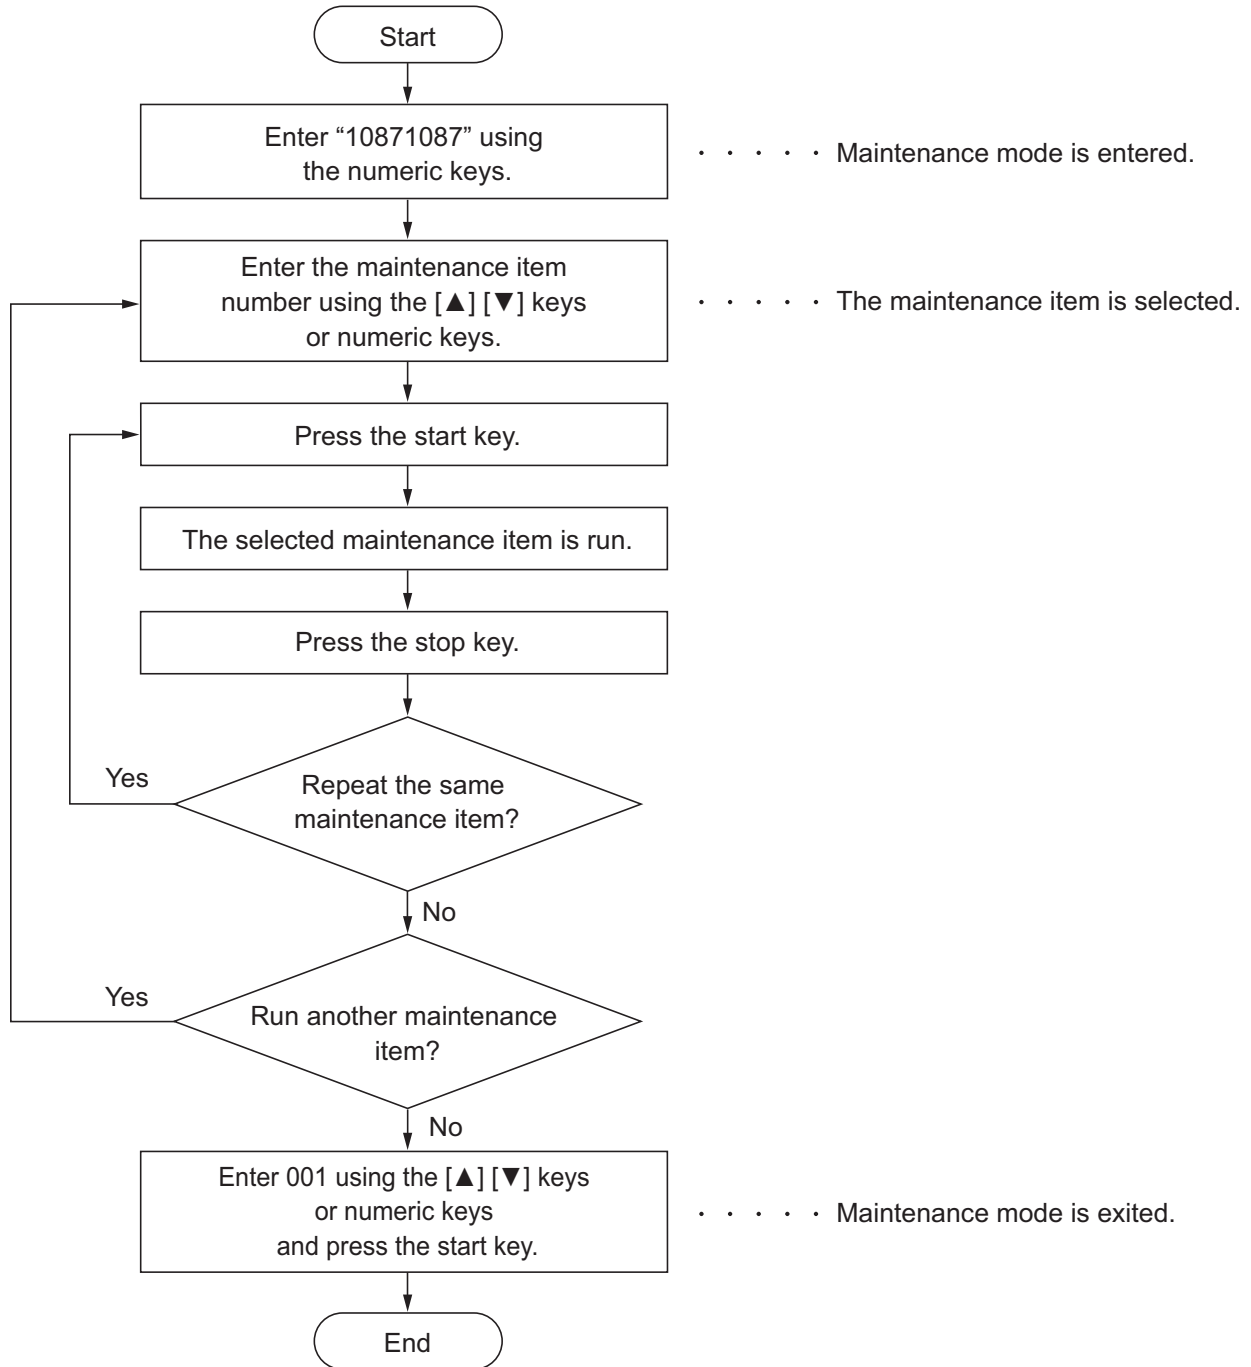 Start
Enter “10871087” using
the numeric keys.
· · · · · Maintenance mode is entered.
Enter the maintenance item
number using the [▲] [▼] keys
or numeric keys.
· · · · · The maintenance item is selected.
Press the start key.
The selected maintenance item is run.
Press the stop key.
Yes
Repeat the same
maintenance item?
No
Yes
Run another maintenance
item?
No
Enter 001 using the [▲] [▼] keys
or numeric keys
and press the start key.
· · · · · Maintenance mode is exited.
End